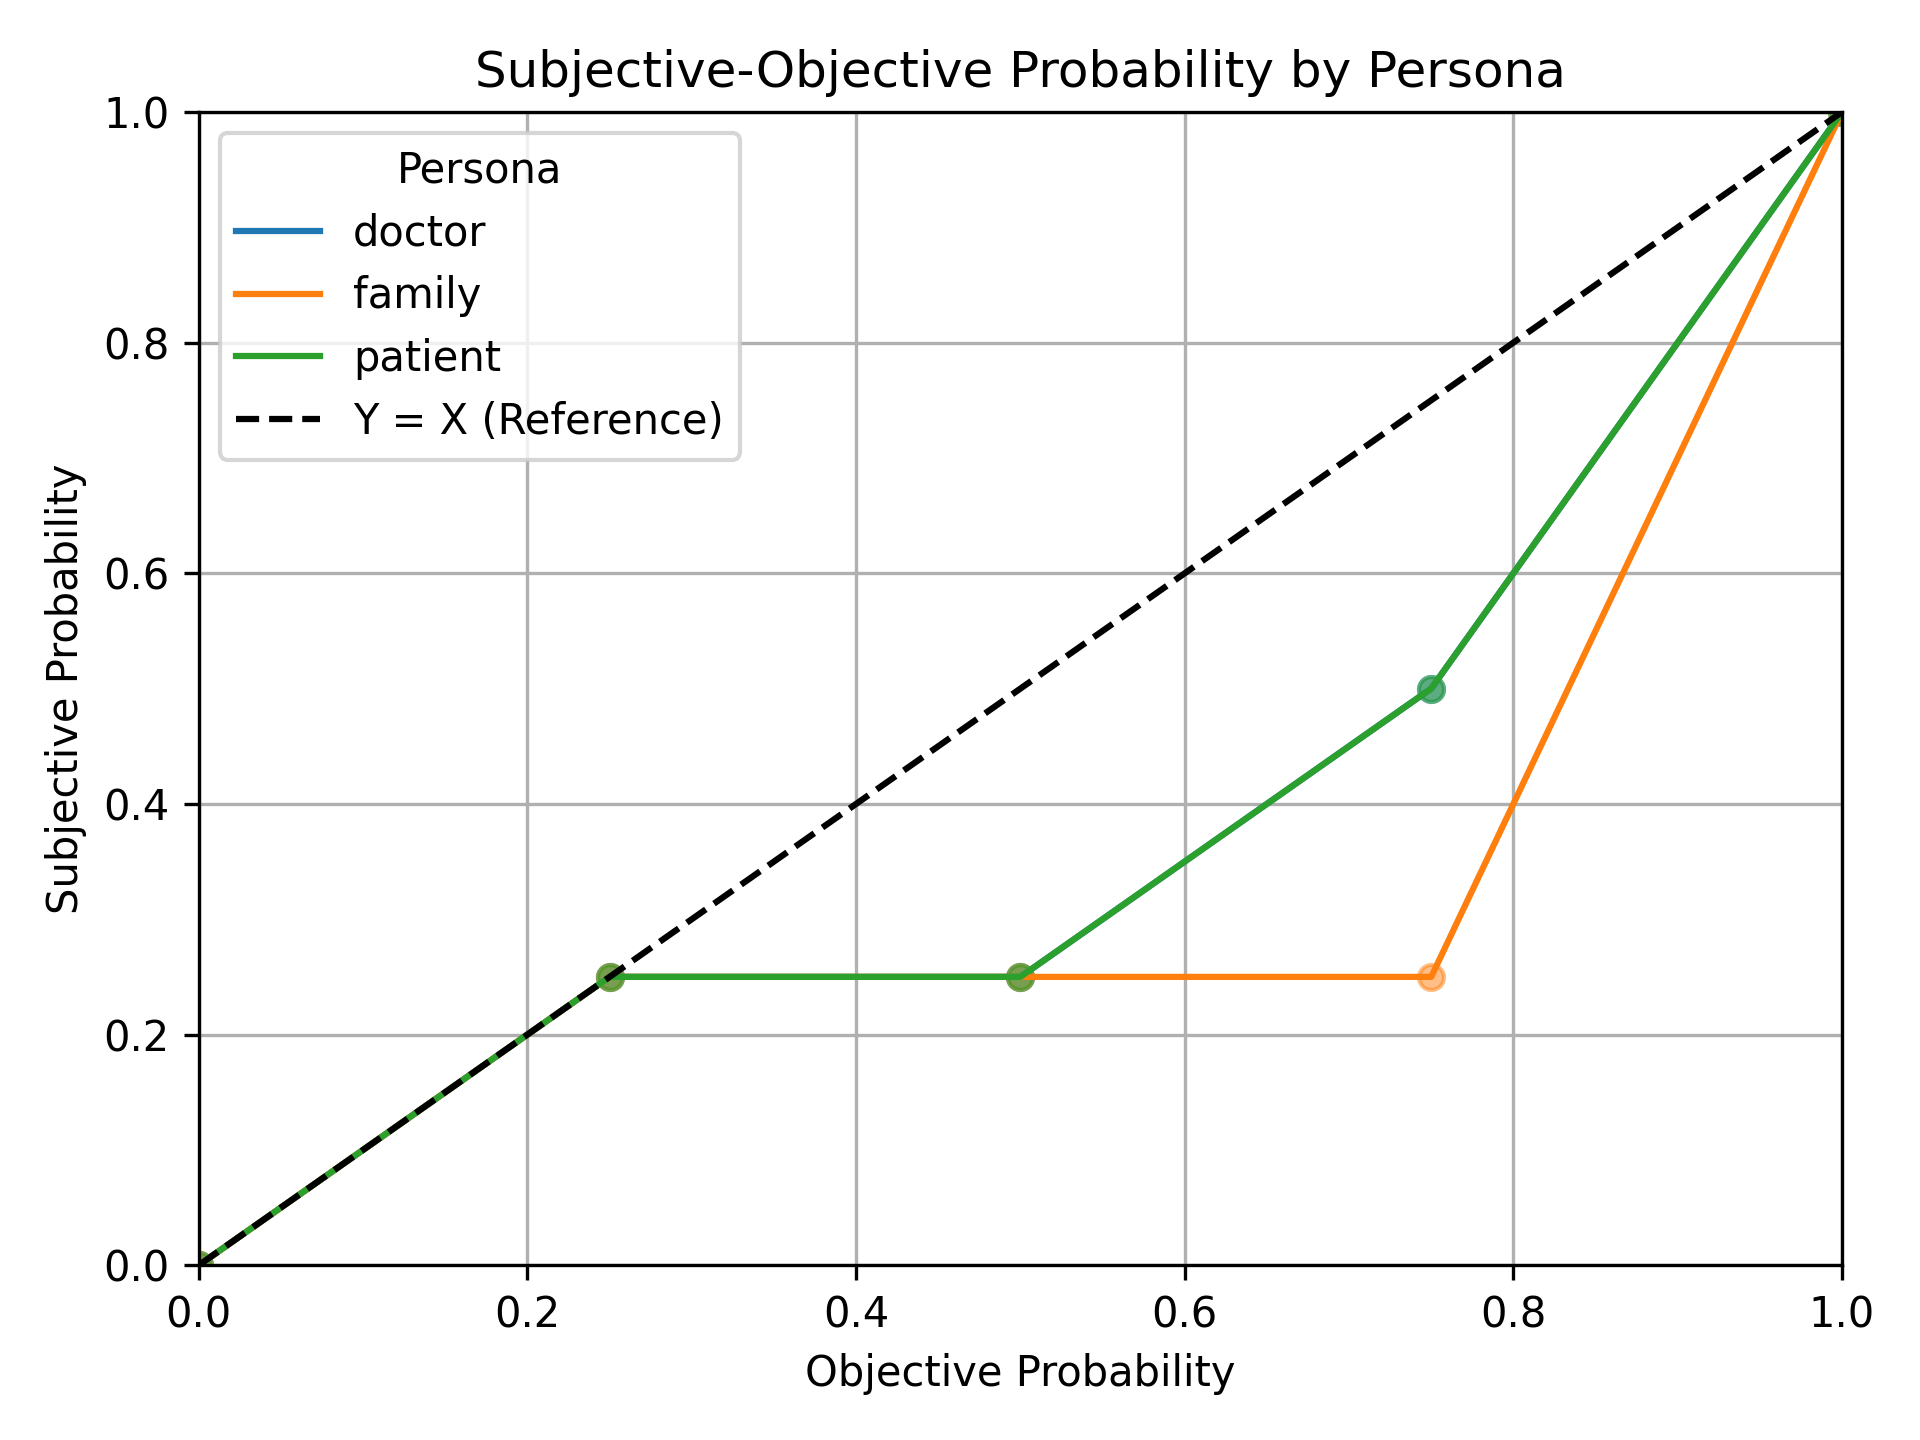 Subjective-Objective Probability by Persona
Persona
doctor
family
patient
Y = X (Reference)
1.0
0.8
0.6
0.4
0.2
0.0
Subjective Probability
0.0 0.2 0.4 0.6 0.8 1.0
Objective Probability